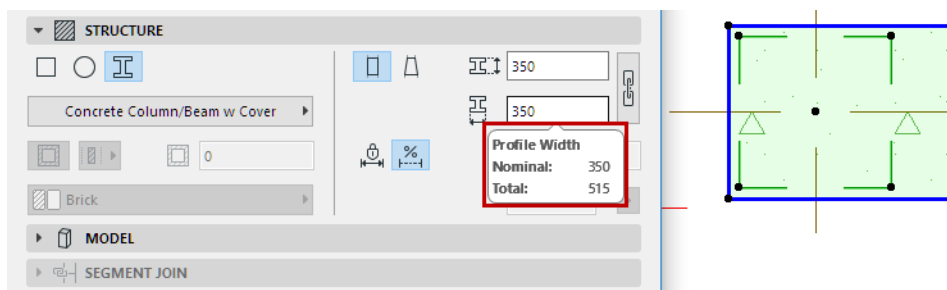 STRUCTURE
350
Concrete Column/Beam w Cover
350
Profile Width
Nominal: 350
Total: 515
0
%
Brick
MODEL
SEGMENT JOIN